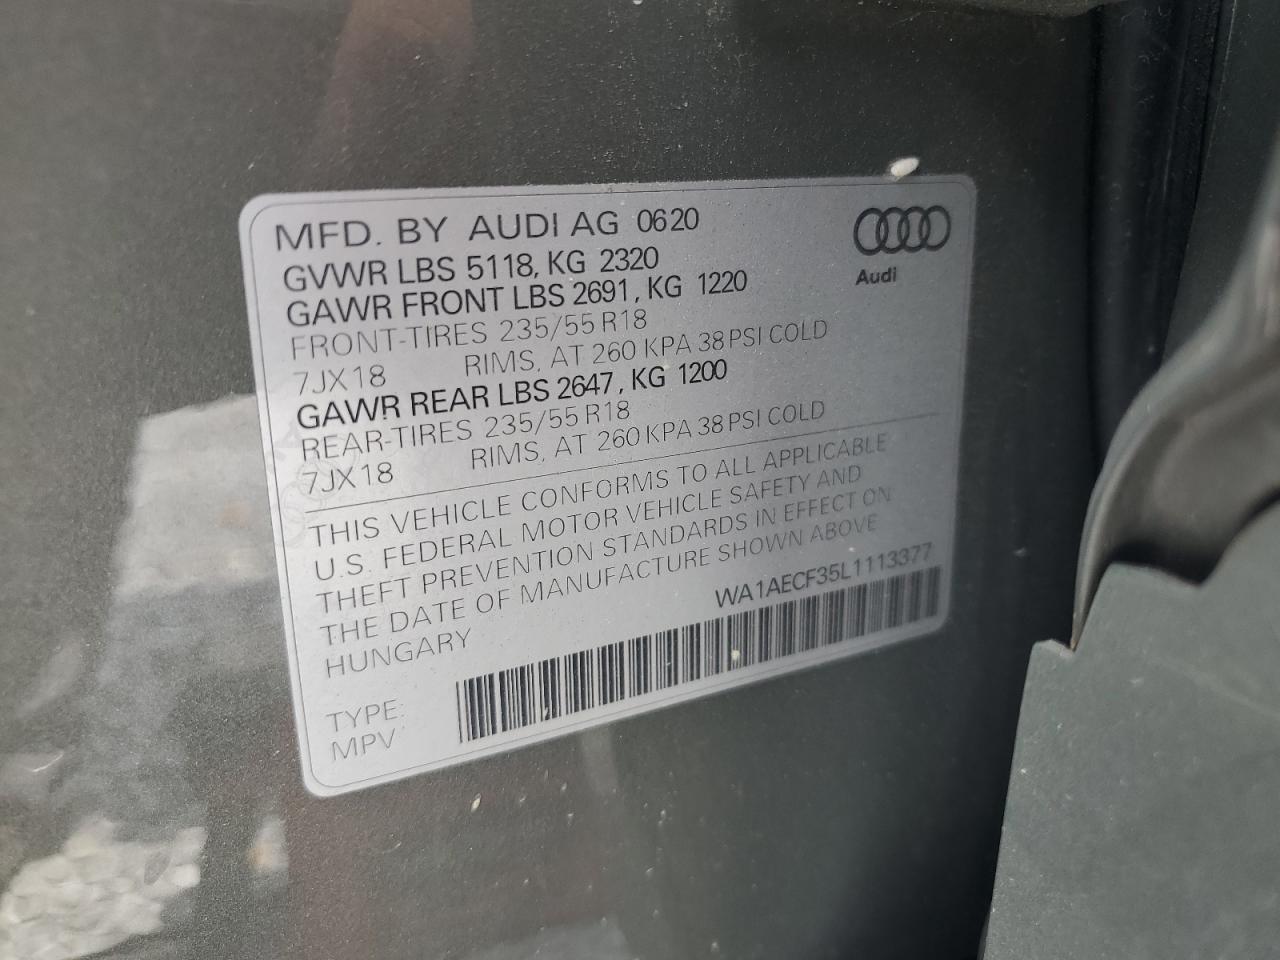 MFD. BY AUDI AG 0620
GVWR LBS 5118, KG 2320
GAWR FRONT LBS 2691, KG 1220
FRONT-TIRES 235/55 R18
7JX18 RIMS, AT 260 KPA 38 PSI COLD
GAWR REAR LBS 2647, KG 1200
REAR-TIRES 235/55 R18
7JX18 RIMS, AT 260 KPA 38 PSI COLD
Audi
THIS VEHICLE CONFORMS TO ALL APPLICABLE
U.S. FEDERAL MOTOR VEHICLE SAFETY AND
THEFT PREVENTION STANDARDS IN EFFECT ON
THE DATE OF MANUFACTURE SHOWN ABOVE
HUNGARY
WA1AECF35L1113377
TYPE:
MPV